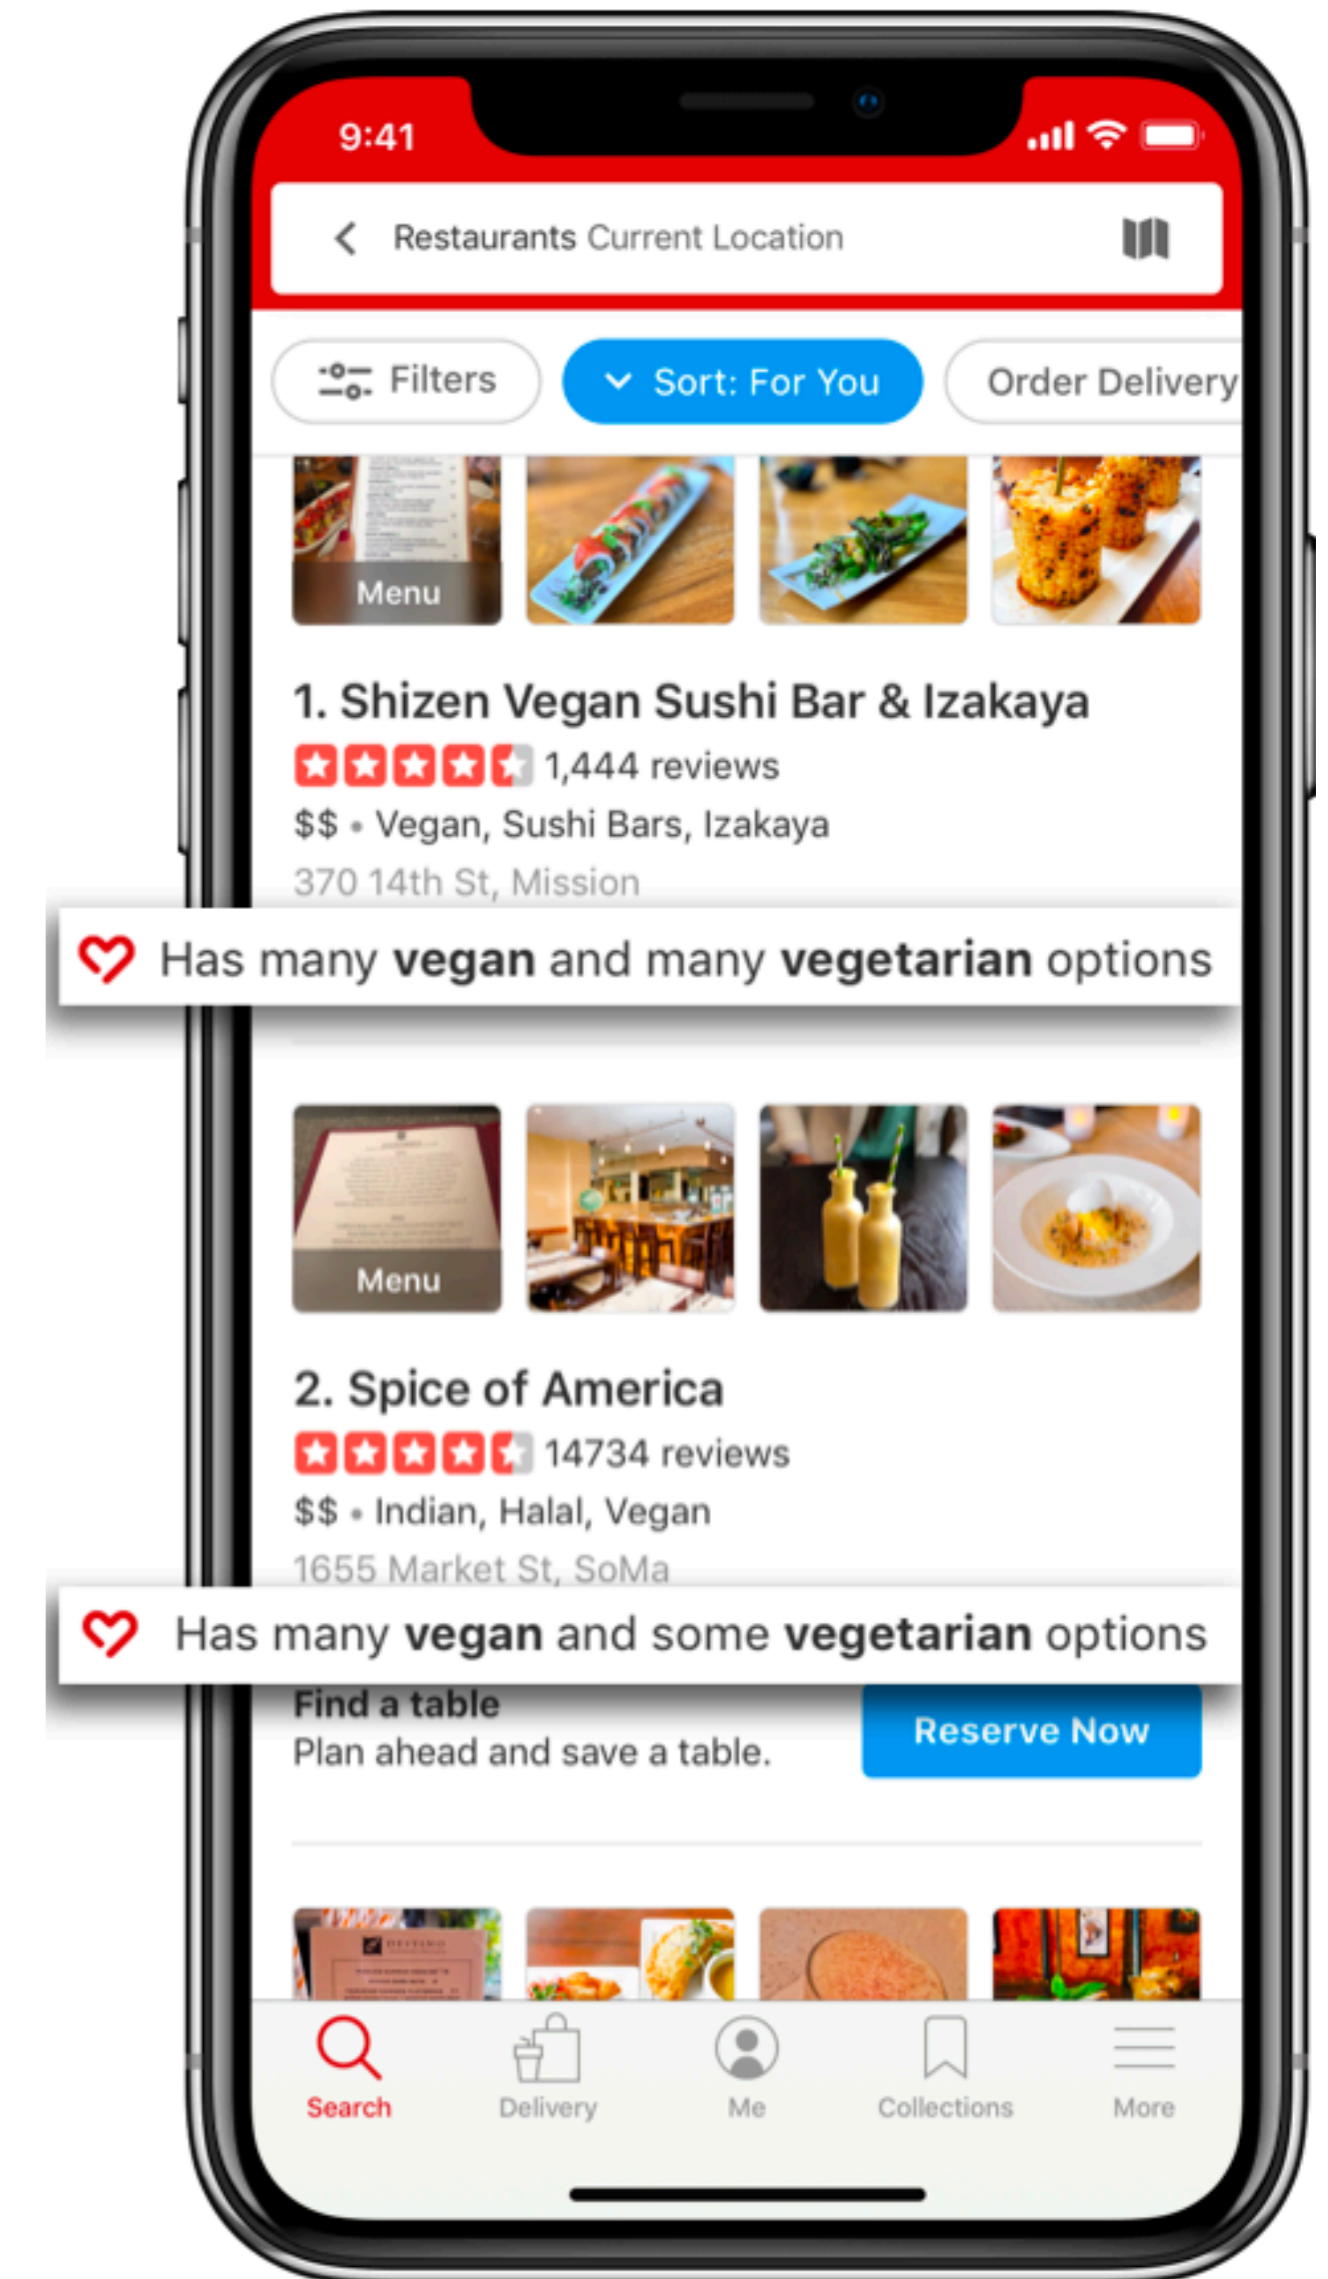 9:41
Restaurants Current Location
Filters
Sort: For You
Order Delivery
Menu
1. Shizen Vegan Sushi Bar & Izakaya
1,444 reviews
$$ • Vegan, Sushi Bars, Izakaya
370 14th St, Mission
Has many vegan and many vegetarian options
Menu
2. Spice of America
14734 reviews
$$ • Indian, Halal, Vegan
1655 Market St, SoMa
Has many vegan and some vegetarian options
Find a table
Plan ahead and save a table.
Reserve Now
Search
Delivery
Me
Collections
More